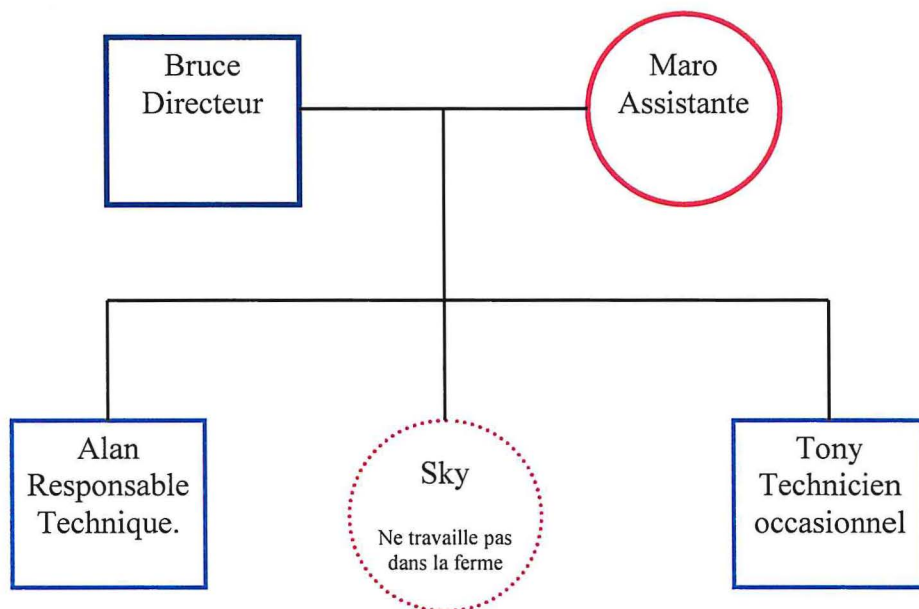 Bruce
Directeur
Maro
Assistante
Alan
Responsable
Technique.
Sky
Ne travaille pas
dans la ferme
Tony
Technicien
occasionnel